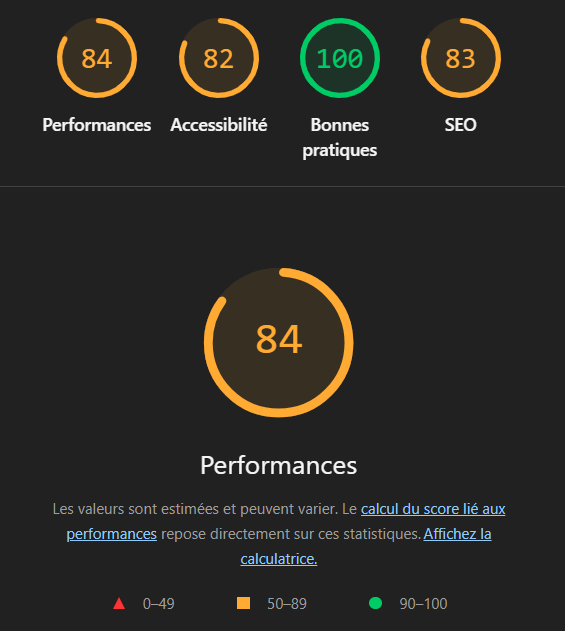 84
82
100
83
Performances
Accessibilité
Bonnes
pratiques
SEO
84
Performances
Les valeurs sont estimées et peuvent varier. Le calcul du score lié aux
performances repose directement sur ces statistiques. Affichez la
calculatrice.
0–49
50–89
90–100